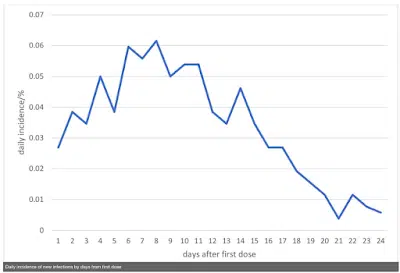 0.07
0.06
0.05
0.04
0.03
0.02
0.01
0
daily incidence/%
1 2 3 4 5 6 7 8 9 10 11 12 13 14 15 16 17 18 19 20 21 22 23 24
days after first dose
Daily incidence of new infections by days from first dose